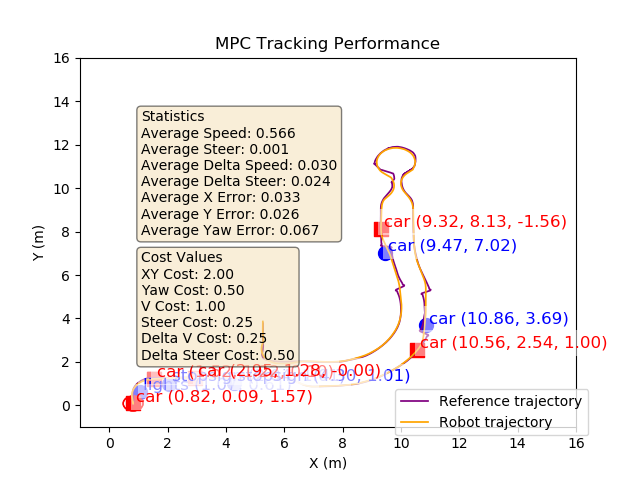 MPC Tracking Performance
Y (m)
16
14
12
10
8
6
4
2
0
Statistics
Average Speed: 0.566
Average Steer: 0.001
Average Delta Speed: 0.030
Average Delta Steer: 0.024
Average X Error: 0.033
Average Y Error: 0.026
Average Yaw Error: 0.067
Cost Values
XY Cost: 2.00
Yaw Cost: 0.50
V Cost: 1.00
Steer Cost: 0.25
Delta V Cost: 0.25
Delta Steer Cost: 0.50
car (9.32, 8.13, -1.56)
car (9.47, 7.02)
car (10.86, 3.69)
car (10.56, 2.54, 1.00)
car (2.95, 1.28, -0.00)
1.01)
car (0.82, 0.09, 1.57)
Reference trajectory
Robot trajectory
0 2 4 6 8 10 12 14 16
X (m)